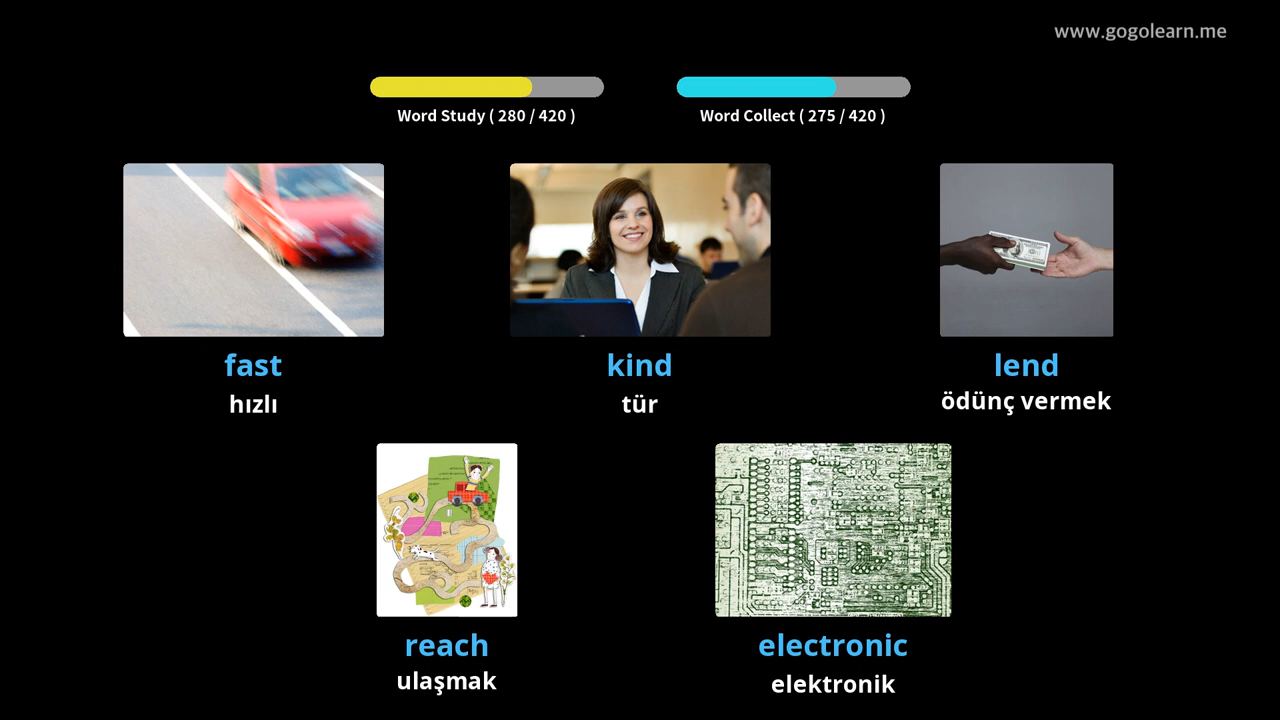 www.gogolearn.me
Word Study ( 280 / 420 )
Word Collect ( 275 / 420 )
fast
hızlı
kind
tür
lend
ödünç vermek
reach
ulaşmak
electronic
elektronik